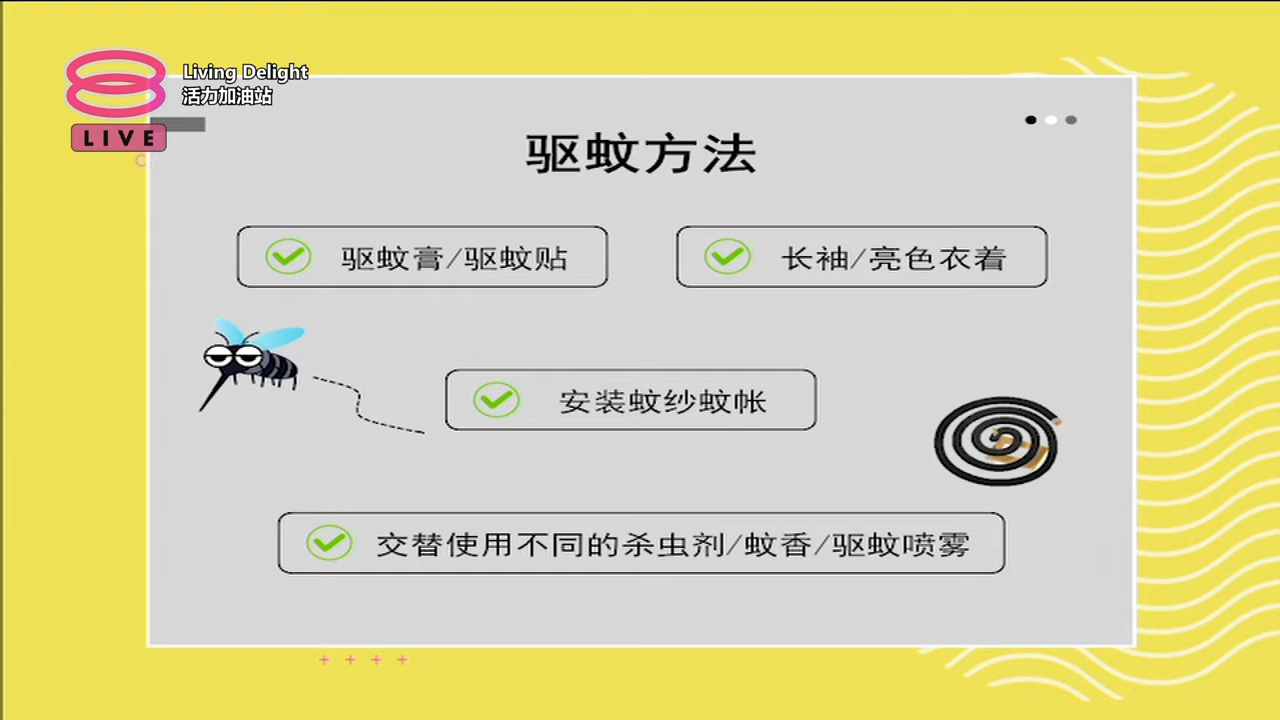 Living Delight
活力加油站
LIVE
驱蚊方法
驱蚊膏/驱蚊贴
长袖/亮色衣着
安装蚊纱蚊帐
交替使用不同的杀虫剂/蚊香/驱蚊喷雾